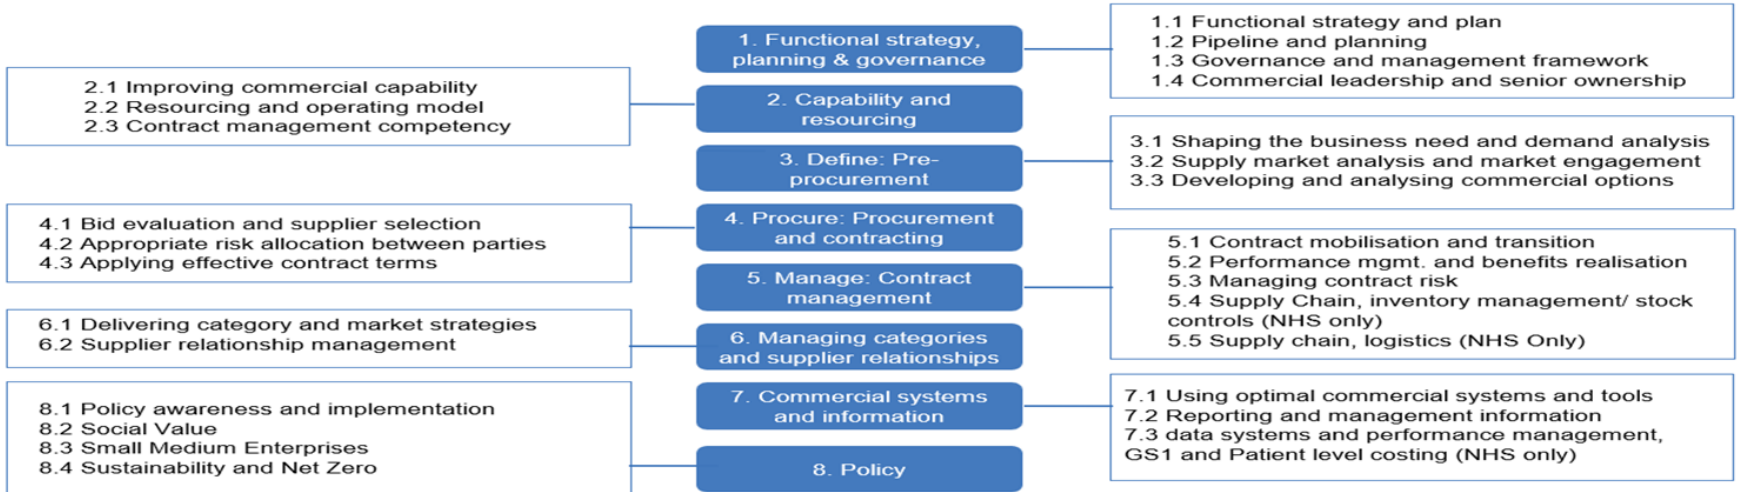 1. Functional strategy,
planning & governance
1.1 Functional strategy and plan
1.2 Pipeline and planning
1.3 Governance and management framework
1.4 Commercial leadership and senior ownership
2. Capability and
resourcing
2.1 Improving commercial capability
2.2 Resourcing and operating model
2.3 Contract management competency
3. Define: Pre-
procurement
3.1 Shaping the business need and demand analysis
3.2 Supply market analysis and market engagement
3.3 Developing and analysing commercial options
4. Procure: Procurement
and contracting
4.1 Bid evaluation and supplier selection
4.2 Appropriate risk allocation between parties
4.3 Applying effective contract terms
5. Manage: Contract
management
5.1 Contract mobilisation and transition
5.2 Performance mgmt. and benefits realisation
5.3 Managing contract risk
5.4 Supply Chain, inventory management/ stock
controls (NHS only)
5.5 Supply chain, logistics (NHS Only)
6. Managing categories
and supplier relationships
6.1 Delivering category and market strategies
6.2 Supplier relationship management
7. Commercial systems
and information
7.1 Using optimal commercial systems and tools
7.2 Reporting and management information
7.3 data systems and performance management,
GS1 and Patient level costing (NHS only)
8. Policy
8.1 Policy awareness and implementation
8.2 Social Value
8.3 Small Medium Enterprises
8.4 Sustainability and Net Zero